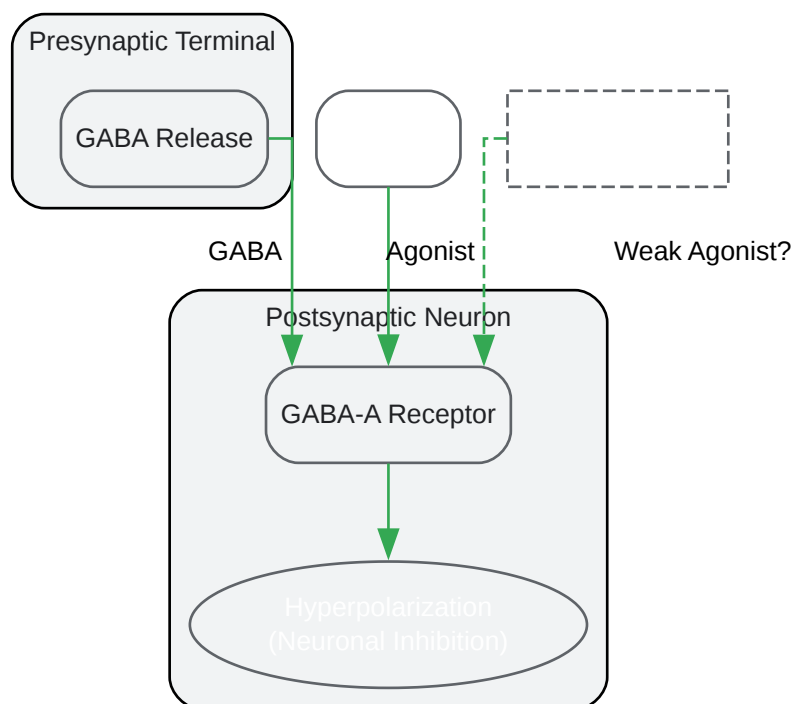 Presynaptic Terminal
GABA Release
GABA
Agonist
Weak Agonist?
Postsynaptic Neuron
GABA-A Receptor
Hyperpolarization
(Neuronal Inhibition)